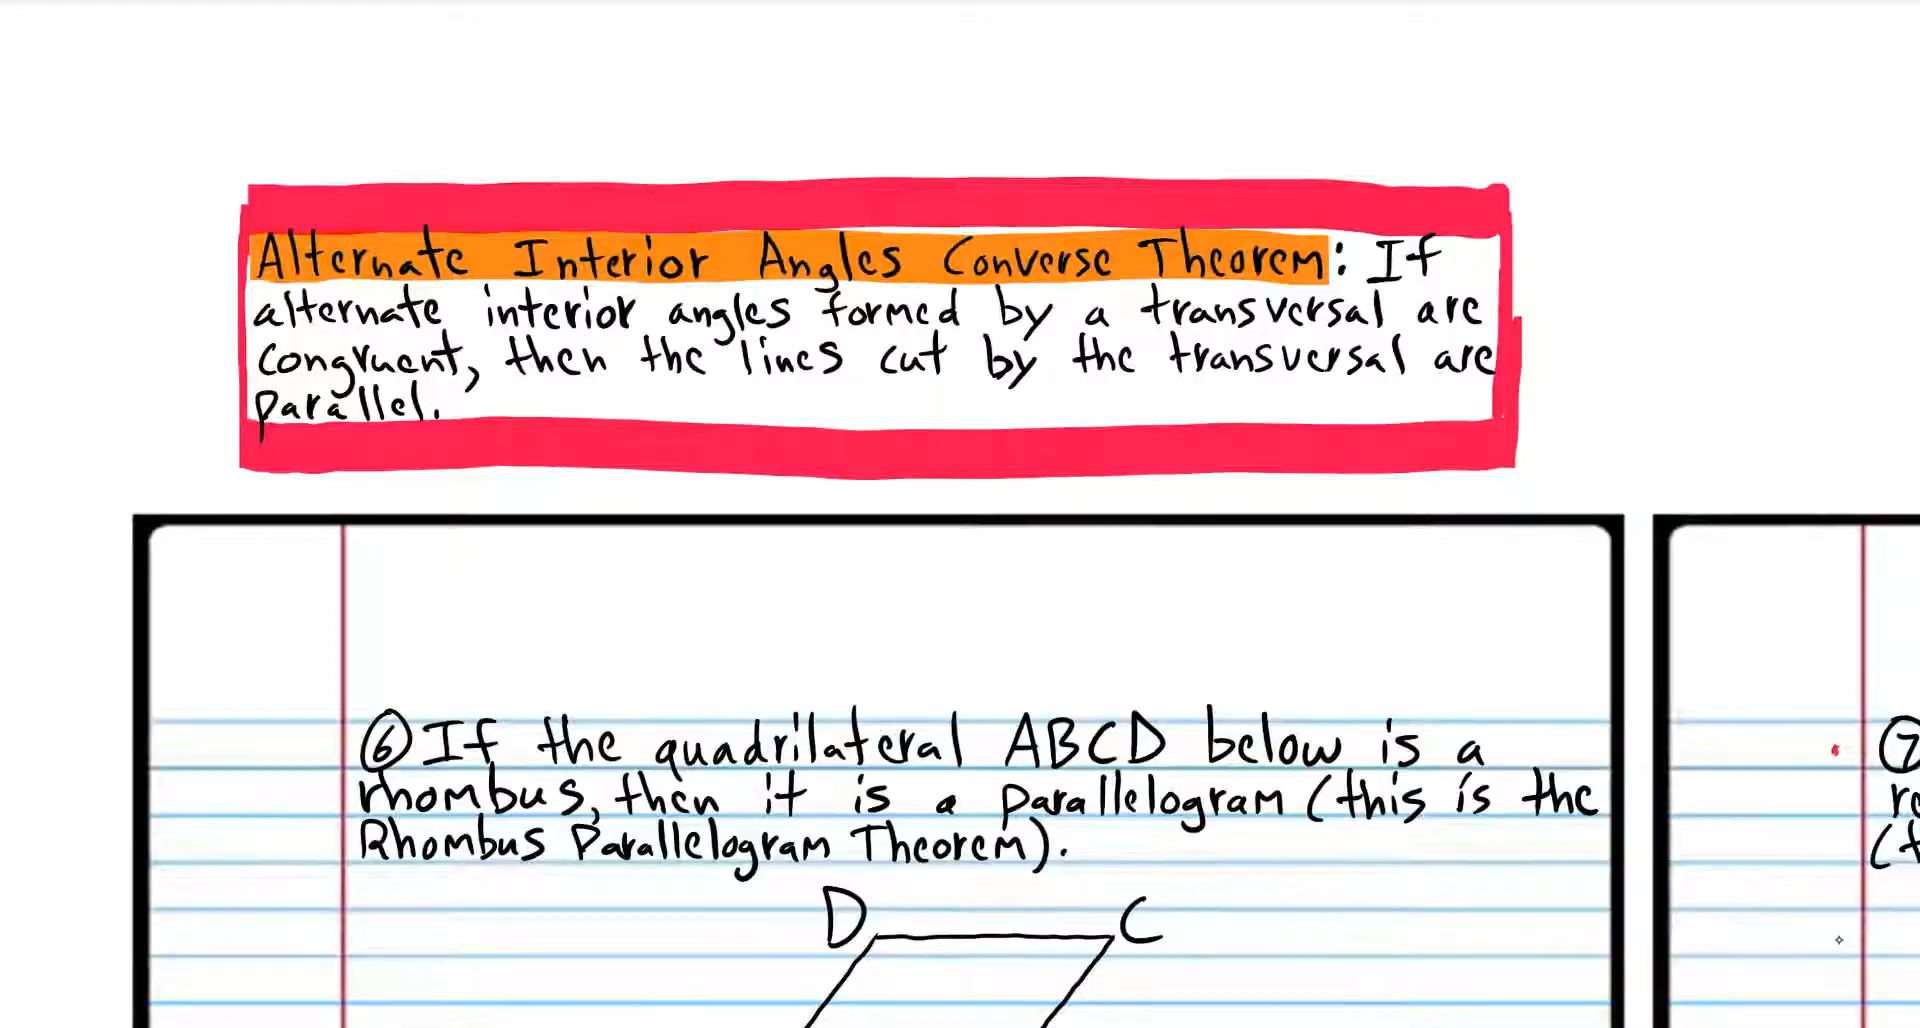 Alternate Interior Angles Converse Theorem: If
alternate interior angles formed by a transversal are
congruent, then the lines cut by the transversal are
parallel.
⑥ If the quadrilateral ABCD below is a
rhombus, then it is a parallelogram (this is the
Rhombus Parallelogram Theorem).
D C
⑦
(